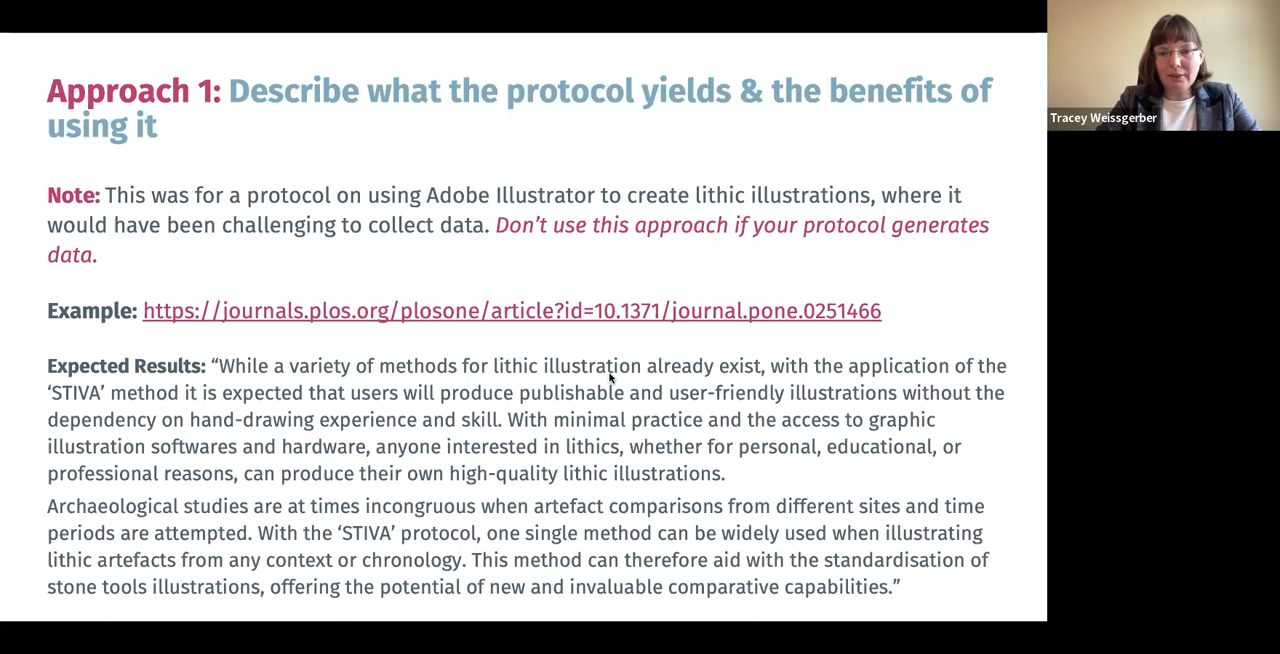 Approach 1: Describe what the protocol yields & the benefits of
using it
Tracey Weissgerber
Note: This was for a protocol on using Adobe Illustrator to create lithic illustrations, where it
would have been challenging to collect data. Don’t use this approach if your protocol generates
data.
Example: https://journals.plos.org/plosone/article?id=10.1371/journal.pone.0251466
Expected Results: “While a variety of methods for lithic illustration already exist, with the application of the
‘STIVA’ method it is expected that users will produce publishable and user-friendly illustrations without the
dependency on hand-drawing experience and skill. With minimal practice and the access to graphic
illustration softwares and hardware, anyone interested in lithics, whether for personal, educational, or
professional reasons, can produce their own high-quality lithic illustrations.
Archaeological studies are at times incongruous when artefact comparisons from different sites and time
periods are attempted. With the ‘STIVA’ protocol, one single method can be widely used when illustrating
lithic artefacts from any context or chronology. This method can therefore aid with the standardisation of
stone tools illustrations, offering the potential of new and invaluable comparative capabilities.”